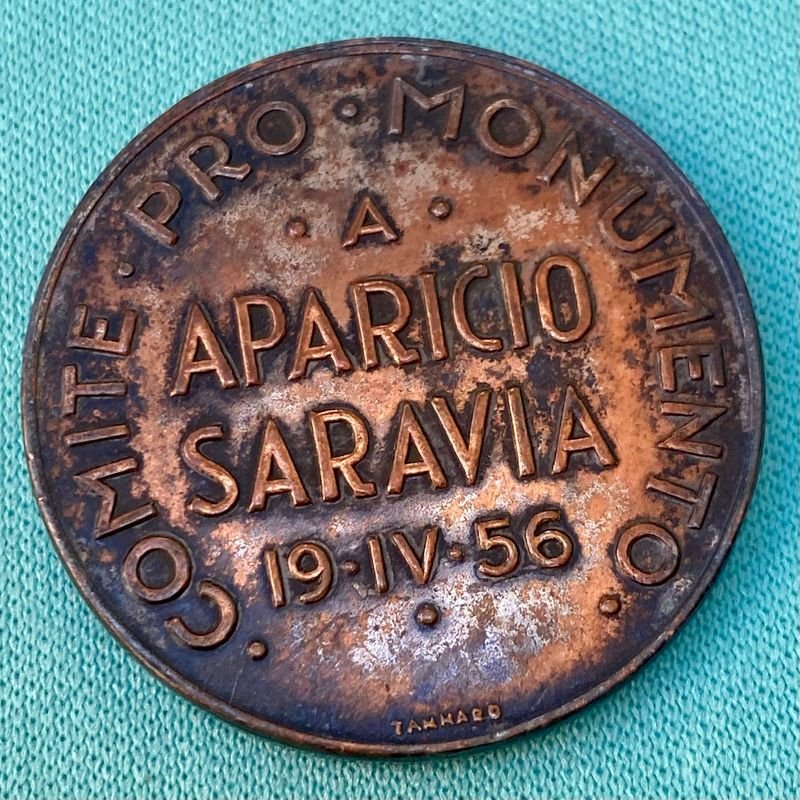 COMITE · PRO · MONUMENTO
· A ·
APARICIO
SARAVIA
19·IV·56
TAMMARO